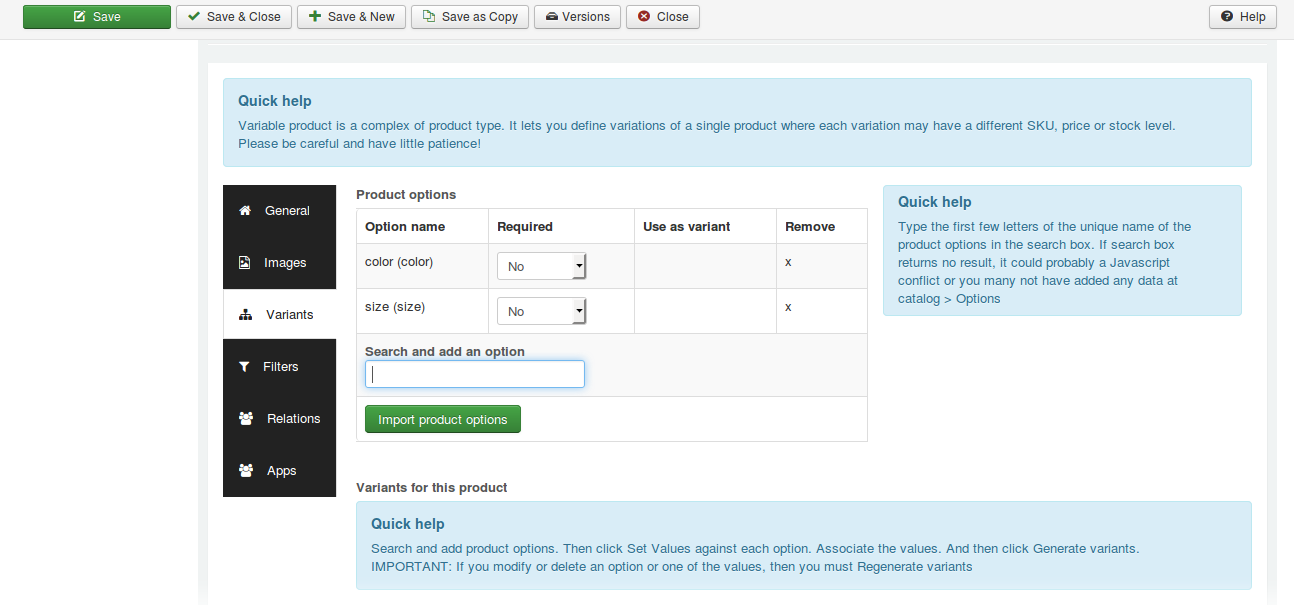 Save
Save & Close
Save & New
Save as Copy
Versions
Close
Help
Quick help
Variable product is a complex of product type. It lets you define variations of a single product where each variation may have a different SKU, price or stock level.
Please be careful and have little patience!
General
Images
Variants
Filters
Relations
Apps
Product options
Option name Required Use as variant Remove
color (color) No x
size (size) No x
Search and add an option
Import product options
Quick help
Type the first few letters of the unique name of the
product options in the search box. If search box
returns no result, it could probably a Javascript
conflict or you many not have added any data at
catalog > Options
Variants for this product
Quick help
Search and add product options. Then click Set Values against each option. Associate the values. And then click Generate variants.
IMPORTANT: If you modify or delete an option or one of the values, then you must Regenerate variants